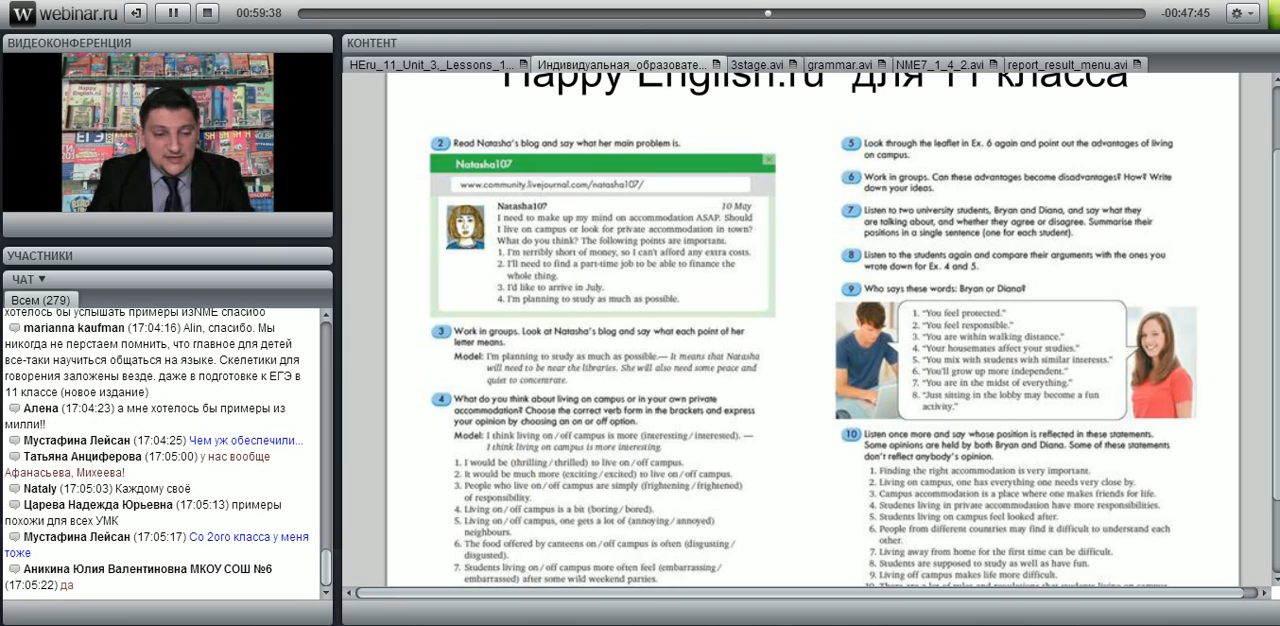 W webinar.ru
00:59:38
-00:47:45
ВИДЕОКОНФЕРЕНЦИЯ
УЧАСТНИКИ
ЧАТ ▼
Всем (279)
хотелось бы услышать примеры изNME спасибо
marianna kaufman (17:04:16) Alin, спасибо. Мы
никогда не перстаем помнить, что главное для детей
все-таки научиться общаться на языке. Скелетики для
говорения заложены везде. даже в подготовке к ЕГЭ в
11 классе (новое издание)
Алена (17:04:23) а мне хотелось бы примеры из
милли!!
Мустафина Лейсан (17:04:25) Чем уж обеспечили...
Татьяна Анциферова (17:05:00) у нас вообще
Афанасьева, Михеева!
Nataly (17:05:03) Каждому своё
Царева Надежда Юрьевна (17:05:13) примеры
похожи для всех УМК
Мустафина Лейсан (17:05:17) Со 2ого класса у меня
тоже
Аникина Юлия Валентиновна МКОУ СОШ №6
(17:05:22) да
КОНТЕНТ
HEru_11_Unit_3,_Lessons_1... Индивидуальная_образовате... 3stage.avi grammar.avi NME7_1_4_2.avi report_result_menu.avi
"Happy English.ru" для 11 класса
2 Read Natasha's blog and say what her main problem is.
Natasha107
www.community.livejournal.com/natasha107/
Natasha107 10 May
I need to make up my mind on accommodation ASAP. Should
I live on campus or look for private accommodation in town?
What do you think? The following points are important.
1. I'm terribly short of money, so I can't afford any extra costs.
2. I'll need to find a part-time job to be able to finance the
whole thing.
3. I'd like to arrive in July.
4. I'm planning to study as much as possible.
3 Work in groups. Look at Natasha's blog and say what each point of her
letter means.
Model: I'm planning to study as much as possible.— It means that Natasha
will need to be near the libraries. She will also need some peace and
quiet to concentrate.
4 What do you think about living on campus or in your own private
accommodation? Choose the correct verb form in the brackets and express
your opinion by choosing an on or off option.
Model: I think living on / off campus is more (interesting / interested). —
I think living on campus is more interesting.
1. I would be (thrilling / thrilled) to live on / off campus.
2. It would be much more (exciting / excited) to live on / off campus.
3. People who live on / off campus are simply (frightening / frightened)
of responsibility.
4. Living on / off campus is a bit (boring / bored).
5. Living on / off campus, one gets a lot of (annoying / annoyed)
neighbours.
6. The food offered by canteens on / off campus is often (disgusting /
disgusted).
7. Students living on / off campus more often feel (embarrassing /
embarrassed) after some wild weekend parties.
5 Look through the leaflet in Ex. 6 again and point out the advantages of living
on campus.
6 Work in groups. Can these advantages become disadvantages? How? Write
down your ideas.
7 Listen to two university students, Bryan and Diana, and say what they
are talking about, and whether they agree or disagree. Summarise their
positions in a single sentence (one for each student).
8 Listen to the students again and compare their arguments with the ones you
wrote down for Ex. 4 and 5.
9 Who says these words: Bryan or Diana?
1. "You feel protected."
2. "You feel responsible."
3. "You are within walking distance."
4. "Your housemates affect your studies."
5. "You mix with students with similar interests."
6. "You'll grow up more independent."
7. "You are in the midst of everything."
8. "Just sitting in the lobby may become a fun
activity."
10 Listen once more and say whose position is reflected in these statements.
Some opinions are held by both Bryan and Diana. Some of these statements
don't reflect anybody's opinion.
1. Finding the right accommodation is very important.
2. Living on campus, one has everything one needs very close by.
3. Campus accommodation is a place where one makes friends for life.
4. Students living in private accommodation have more responsibilities.
5. Students living on campus feel looked after.
6. People from different countries may find it difficult to understand each
other.
7. Living away from home for the first time can be difficult.
8. Students are supposed to study as well as have fun.
9. Living off campus makes life more difficult.
10. There are a lot of rules and regulations that students living on campus